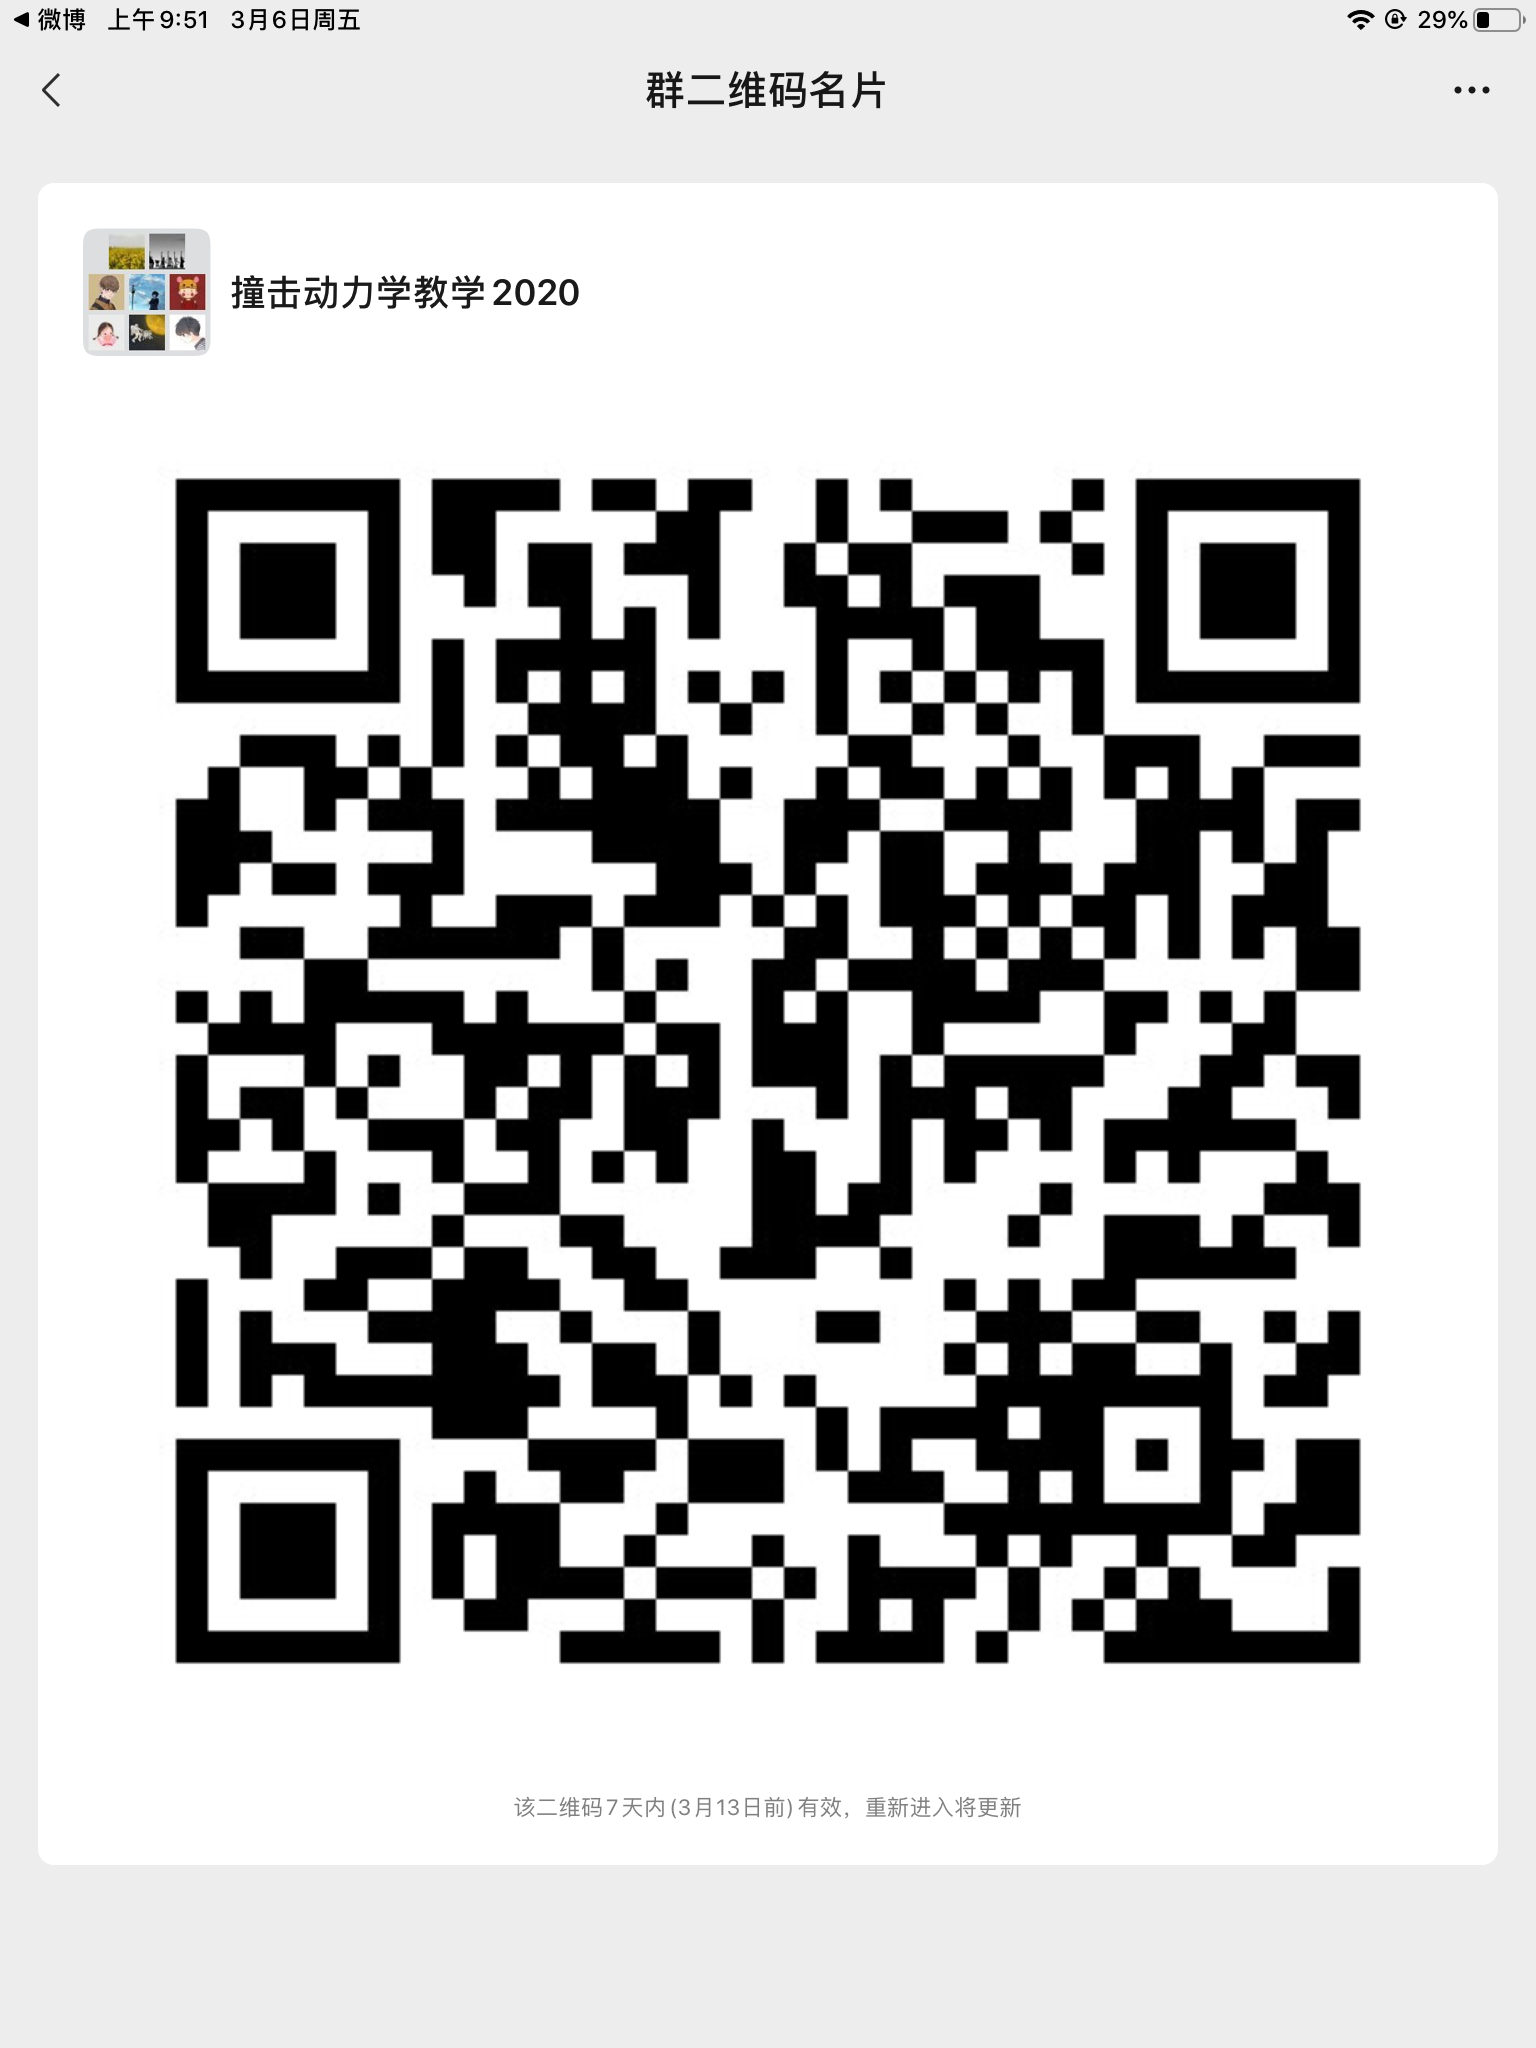 微博 上午9:51 3月6日周五 29%
群二维码名片
撞击动力学教学2020
该二维码7天内(3月13日前)有效，重新进入将更新